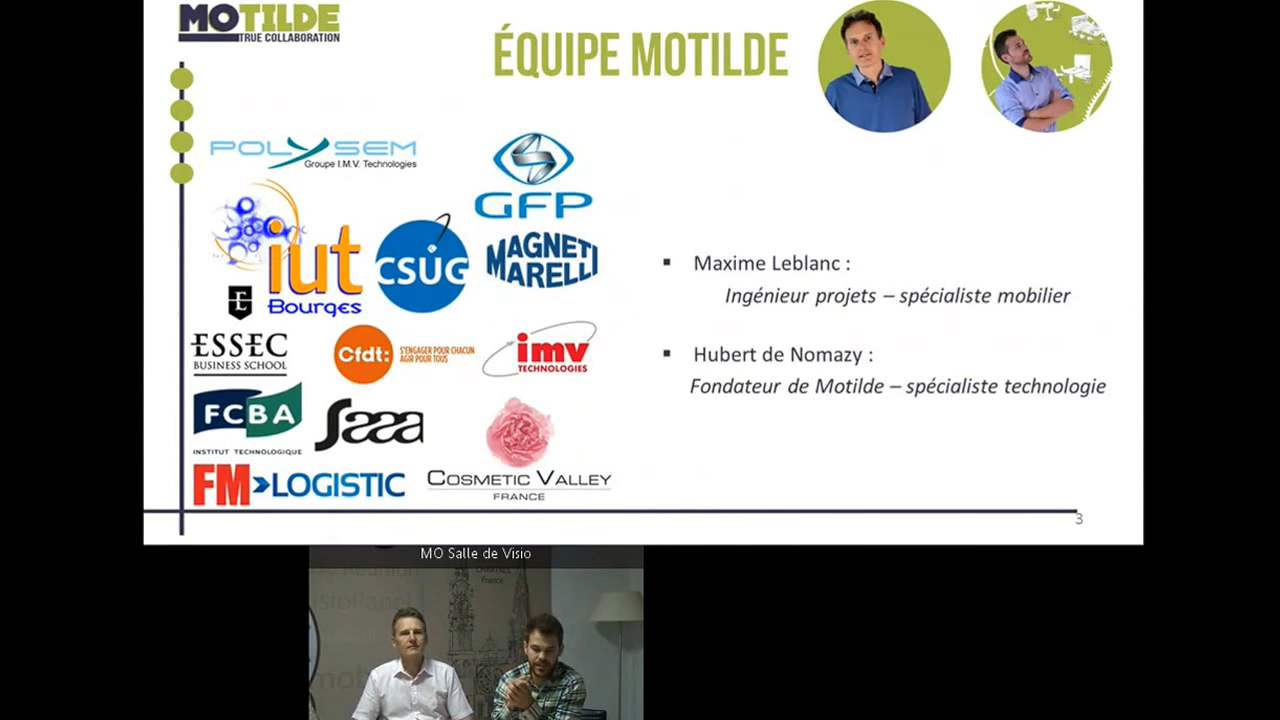 MOTILDE
TRUE COLLABORATION
ÉQUIPE MOTILDE
POLYSEM
Groupe I.M.V. Technologies
GFP
iut
Bourges
CSUG
MAGNETI
MARELLI
E
ESSEC
BUSINESS SCHOOL
Cfdt:
S'ENGAGER POUR CHACUN
AGIR POUR TOUS
imv
TECHNOLOGIES
FCBA
INSTITUT TECHNOLOGIQUE
Saaa
FM LOGISTIC
COSMETIC VALLEY
FRANCE
▪ Maxime Leblanc :
Ingénieur projets – spécialiste mobilier
▪ Hubert de Nomazy :
Fondateur de Motilde – spécialiste technologie
3
MO Salle de Visio
France